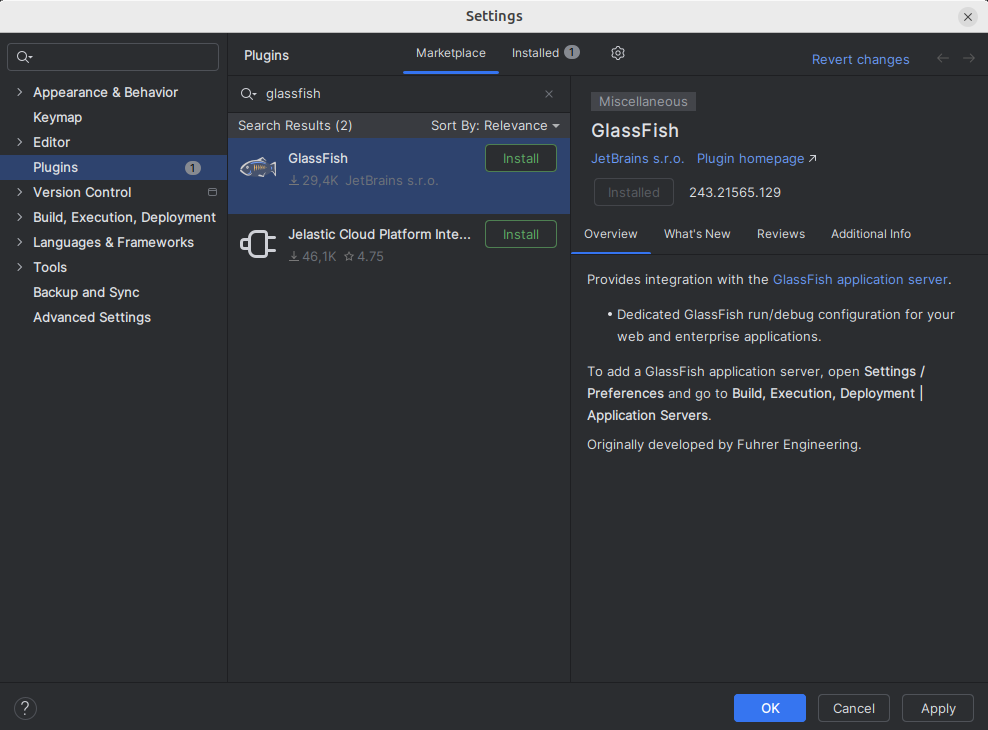 Settings
Appearance & Behavior
Keymap
Editor
Plugins 1
Version Control
Build, Execution, Deployment
Languages & Frameworks
Tools
Backup and Sync
Advanced Settings
Plugins
Marketplace
Installed 1
Revert changes
glassfish
Search Results (2)
Sort By: Relevance
GlassFish
29,4K JetBrains s.r.o.
Install
Jelastic Cloud Platform Inte...
46,1K 4.75
Install
Miscellaneous
GlassFish
JetBrains s.r.o. Plugin homepage
Installed 243.21565.129
Overview What's New Reviews Additional Info
Provides integration with the GlassFish application server.
• Dedicated GlassFish run/debug configuration for your
web and enterprise applications.
To add a GlassFish application server, open Settings /
Preferences and go to Build, Execution, Deployment |
Application Servers.
Originally developed by Fuhrer Engineering.
?
OK Cancel Apply